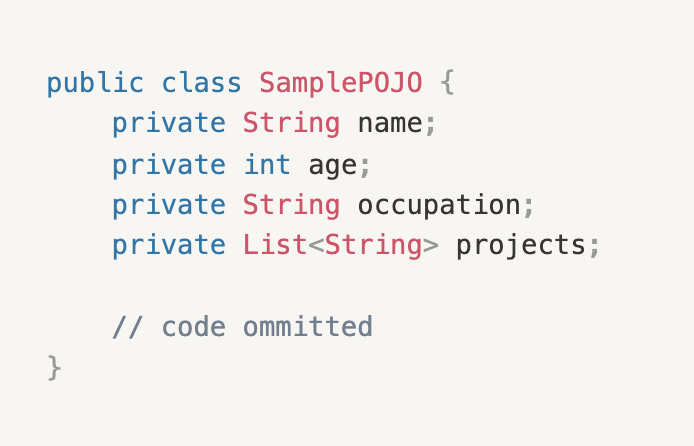 public class SamplePOJO {
    private String name;
    private int age;
    private String occupation;
    private List<String> projects;

    // code ommitted
}